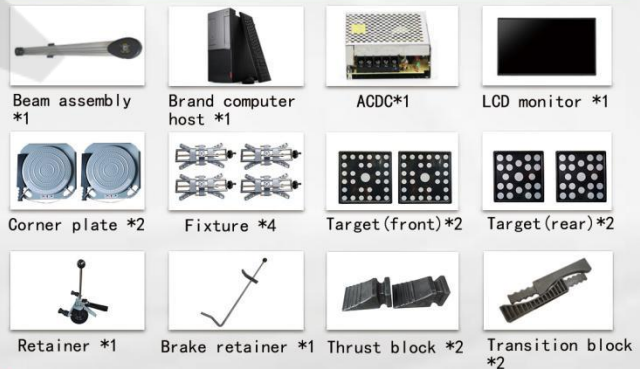 Beam assembly
*1
Brand computer
host *1
ACDC*1
LCD monitor *1
Corner plate *2
Fixture *4
Target(front)*2
Target(rear)*2
Retainer *1
Brake retainer *1
Thrust block *2
Transition block
*2